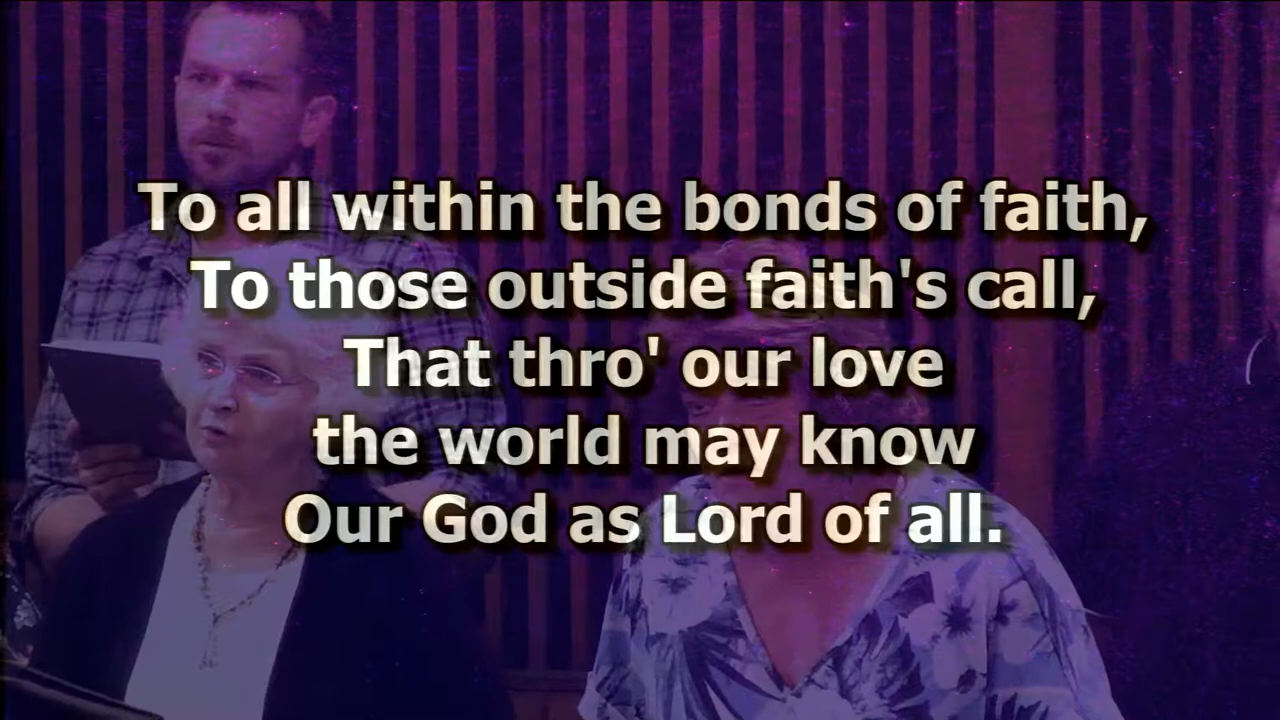 To all within the bonds of faith,
To those outside faith's call,
That thro' our love
the world may know
Our God as Lord of all.